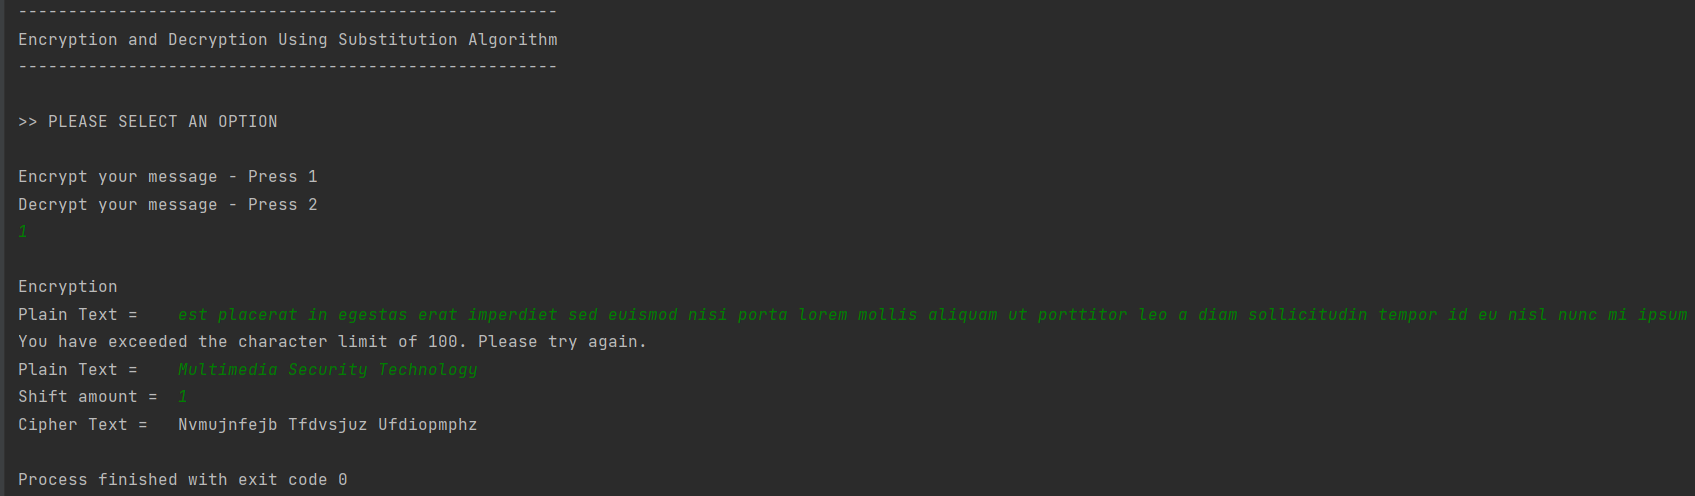 ------------------------------------------------------
Encryption and Decryption Using Substitution Algorithm
------------------------------------------------------
>> PLEASE SELECT AN OPTION
Encrypt your message - Press 1
Decrypt your message - Press 2
1
Encryption
Plain Text =    est placerat in egestas erat imperdiet sed euismod nisi porta lorem mollis aliquam ut porttitor leo a diam sollicitudin tempor id eu nisl nunc mi ipsum
You have exceeded the character limit of 100. Please try again.
Plain Text =    Multimedia Security Technology
Shift amount =  1
Cipher Text =   Nvmujnfejb Tfdvsjuz Ufdiopmphz
Process finished with exit code 0